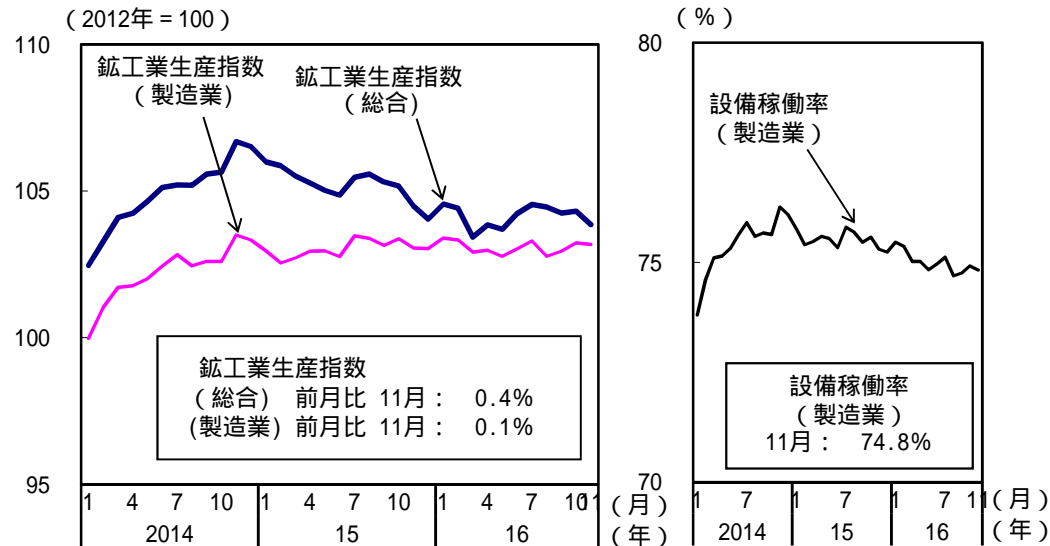 (2012年=100)
110
105
100
95
鉱工業生産指数
(製造業)
鉱工業生産指数
(総合)
鉱工業生産指数
(総合) 前月比 11月: 0.4%
(製造業) 前月比 11月: 0.1%
1 4 7 10 1 4 7 10 1 4 7 10 11 (月)
2014 15 16 (年)
(%)
80
75
70
設備稼働率
(製造業)
設備稼働率
(製造業)
11月: 74.8%
1 7 1 7 1 7 11 (月)
2014 15 16 (年)